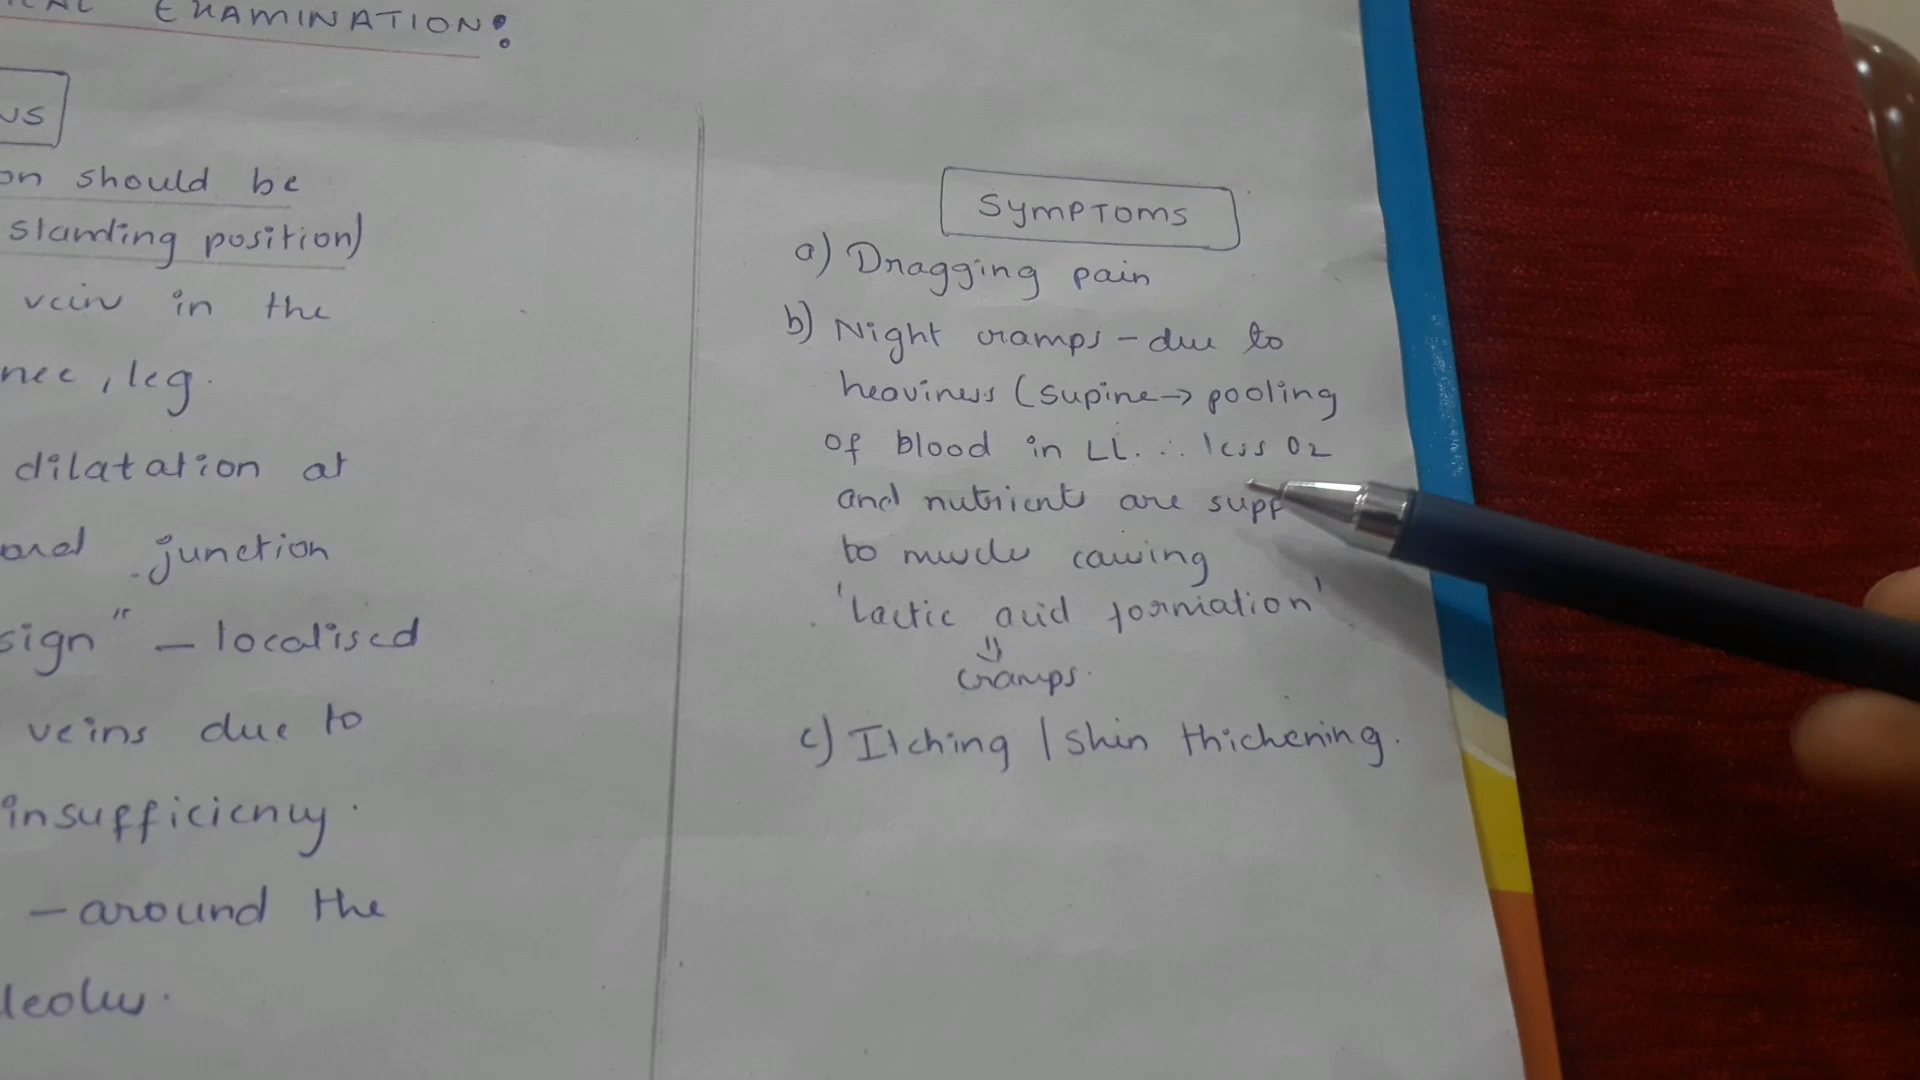 EXAMINATION:
on should be
standing position)
vein in the
nee, leg.
dilatation at
junction
sign" - localised
veins due to
insufficiency.
- around the
leolus.
SYMPTOMS
a) Dragging pain
b) Night cramps - due to
heaviness (supine → pooling
of blood in LL. ∴ less O2
and nutrients are supp
to muscle causing
'Lactic acid formation'
⇓
cramps.
c) Itching / skin thickening.